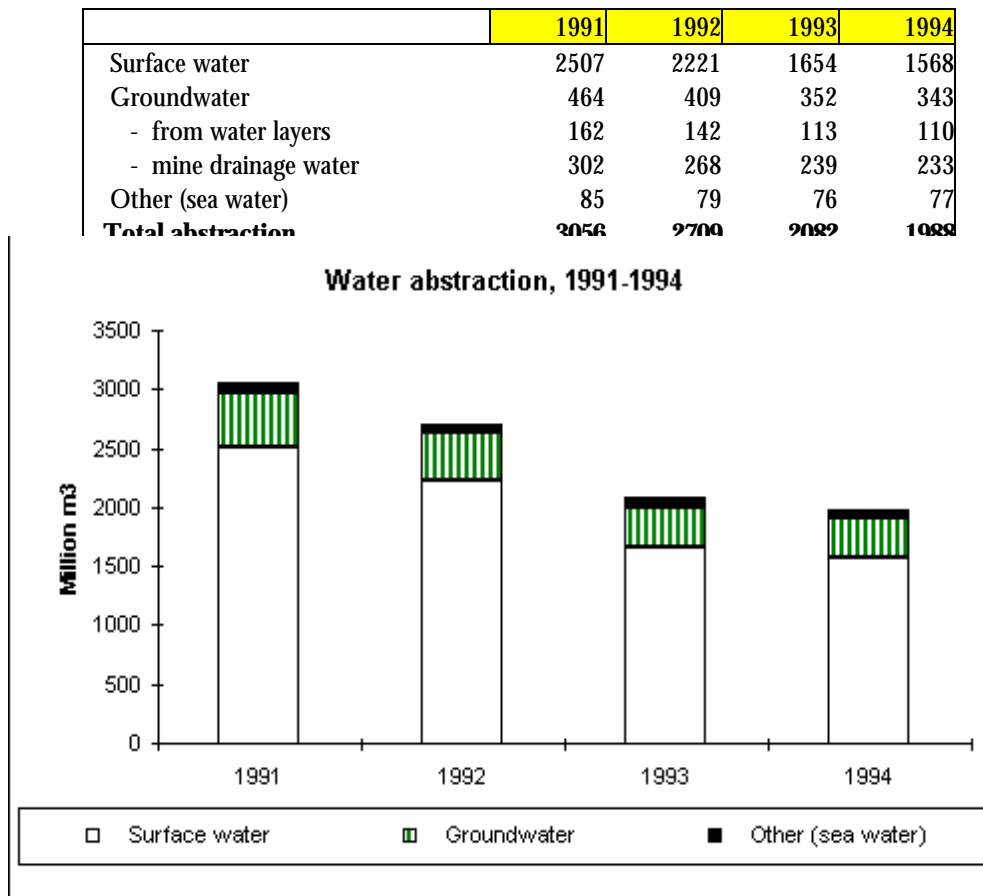 1991 1992 1993 1994
Surface water 2507 2221 1654 1568
Groundwater 464 409 352 343
- from water layers 162 142 113 110
- mine drainage water 302 268 239 233
Other (sea water) 85 79 76 77
Total abstraction 3056 2709 2082 1988
Water abstraction, 1991-1994
Million m3
3500
3000
2500
2000
1500
1000
500
0
1991 1992 1993 1994
Surface water Groundwater Other (sea water)